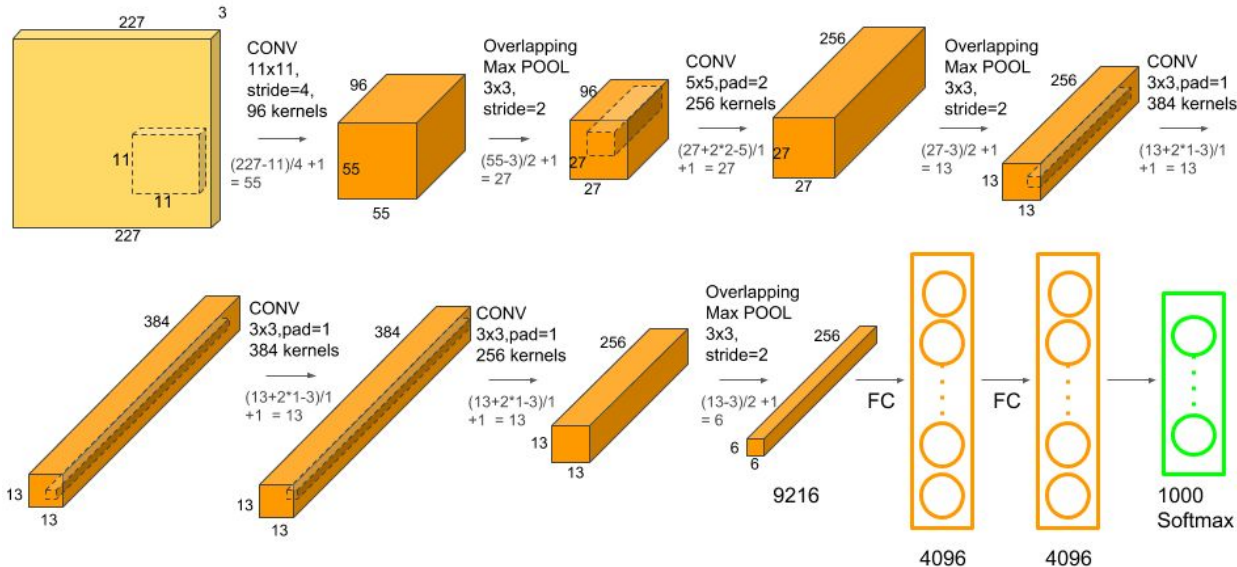 227
3
11
11
227
CONV
11x11,
stride=4,
96 kernels
(227-11)/4 +1
= 55
96
55
55
Overlapping
Max POOL
3x3,
stride=2
(55-3)/2 +1
= 27
96
27
27
CONV
5x5,pad=2
256 kernels
(27+2*2-5)/1
+1 = 27
256
27
27
Overlapping
Max POOL
3x3,
stride=2
(27-3)/2 +1
= 13
256
13
13
CONV
3x3,pad=1
384 kernels
(13+2*1-3)/1
+1 = 13
384
13
13
CONV
3x3,pad=1
384 kernels
(13+2*1-3)/1
+1 = 13
384
13
13
CONV
3x3,pad=1
256 kernels
(13+2*1-3)/1
+1 = 13
256
13
13
Overlapping
Max POOL
3x3,
stride=2
(13-3)/2 +1
= 6
256
6
6
9216
FC
4096
FC
4096
1000
Softmax